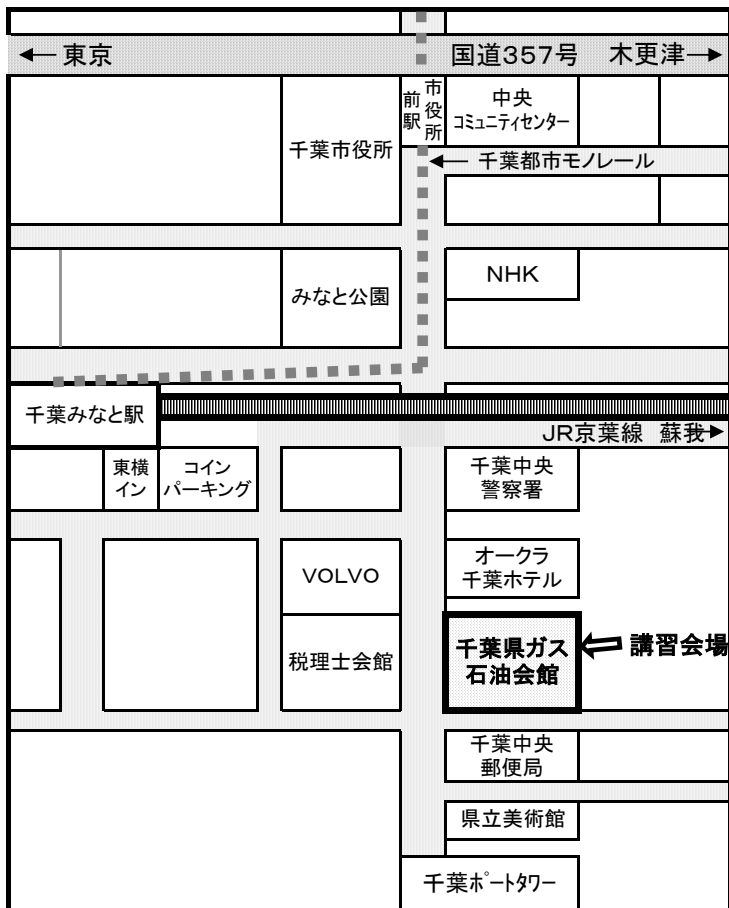 ← 東京
国道357号 木更津→
市役所
前駅
中央
コミュニティセンター
千葉市役所
← 千葉都市モノレール
みなと公園
NHK
千葉みなと駅
JR京葉線 蘇我→
東横
イン
コイン
パーキング
千葉中央
警察署
VOLVO
オークラ
千葉ホテル
税理士会館
千葉県ガス
石油会館
⇐ 講習会場
千葉中央
郵便局
県立美術館
千葉ポートタワー